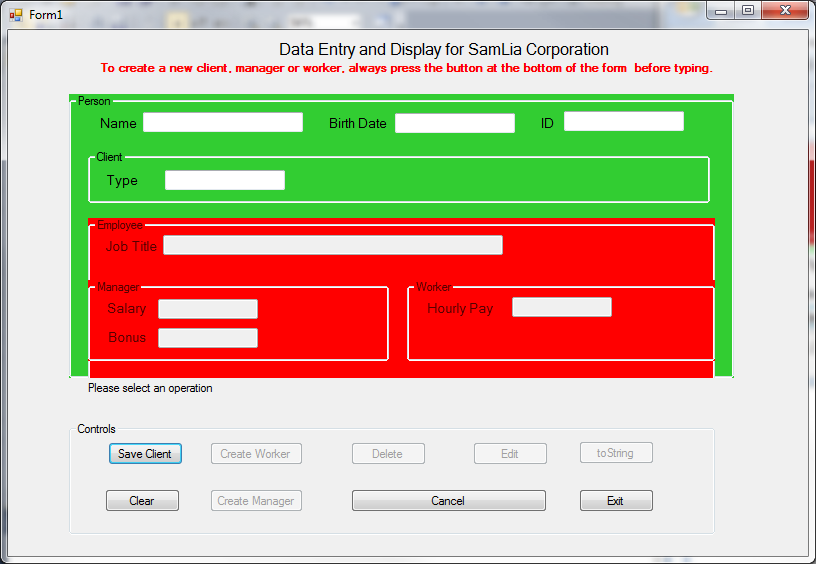 Form1
Data Entry and Display for SamLia Corporation
To create a new client, manager or worker, always press the button at the bottom of the form before typing.
Person
Name Birth Date ID
Client
Type
Employee
Job Title
Manager Worker
Salary Hourly Pay
Bonus
Please select an operation
Controls
Save Client Create Worker Delete Edit toString
Clear Create Manager Cancel Exit